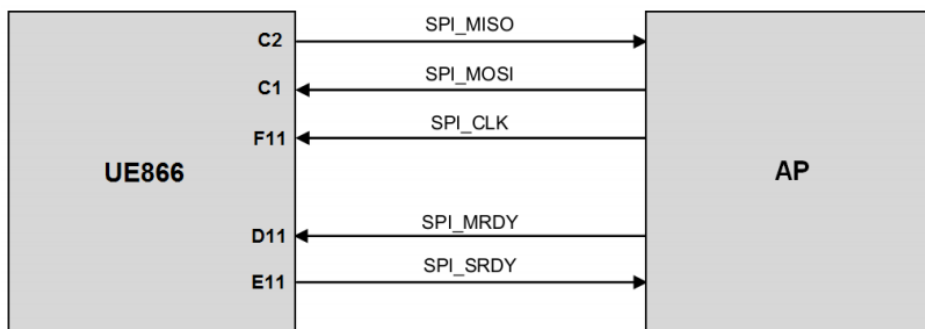 C2 SPI_MISO
C1 SPI_MOSI
F11 SPI_CLK
UE866 AP
D11 SPI_MRDY
E11 SPI_SRDY